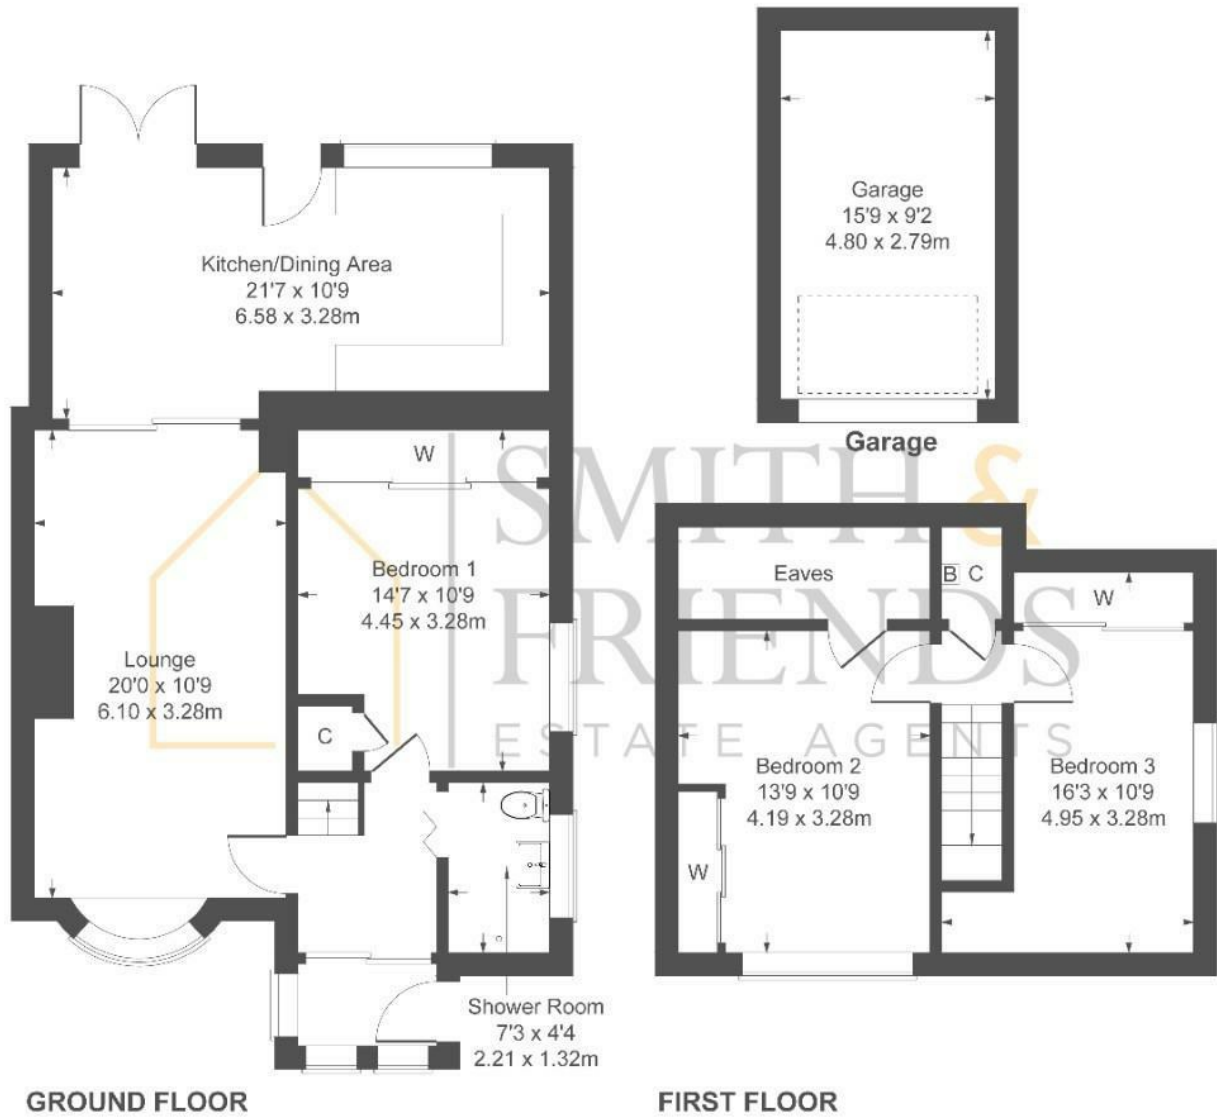 Kitchen/Dining Area
21'7 x 10'9
6.58 x 3.28m
Garage
15'9 x 9'2
4.80 x 2.79m
Garage
W
Bedroom 1
14'7 x 10'9
4.45 x 3.28m
Lounge
20'0 x 10'9
6.10 x 3.28m
C
Shower Room
7'3 x 4'4
2.21 x 1.32m
SMITH &
FRIENDS
ESTATE AGENTS
Eaves
B C
W
Bedroom 2
13'9 x 10'9
4.19 x 3.28m
Bedroom 3
16'3 x 10'9
4.95 x 3.28m
W
GROUND FLOOR
FIRST FLOOR